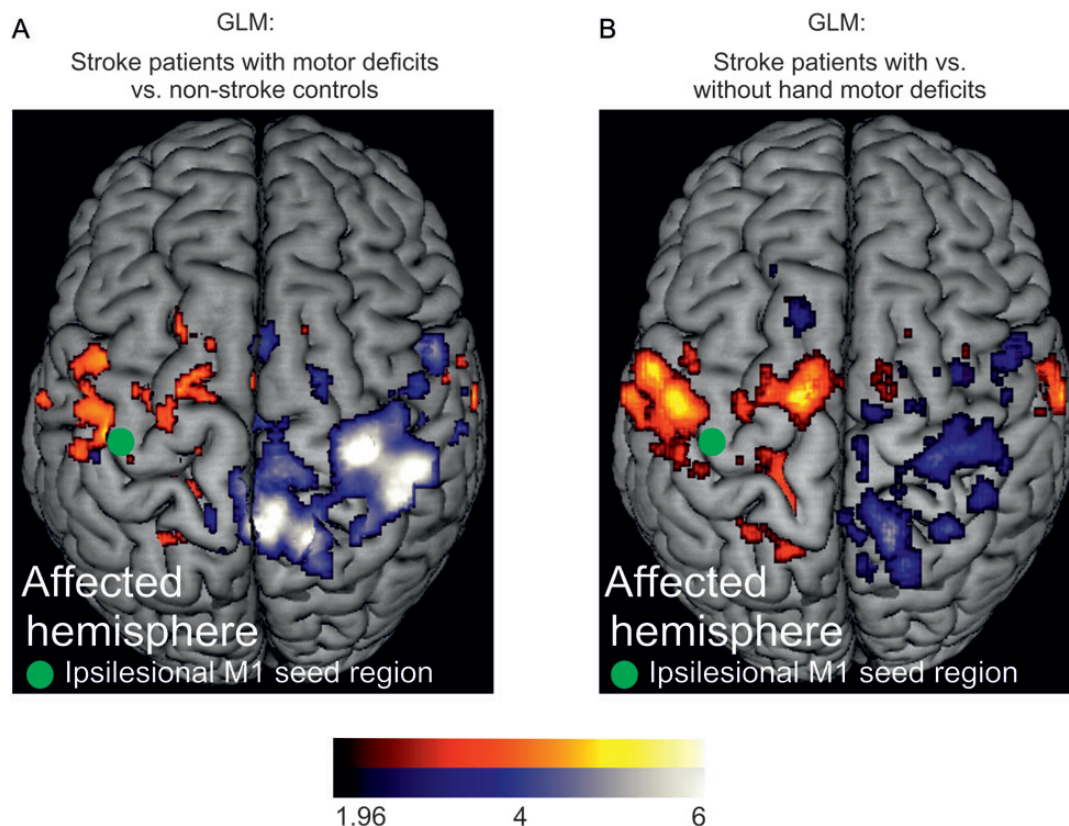 A
GLM:
Stroke patients with motor deficits
vs. non-stroke controls
Affected
hemisphere
Ipsilesional M1 seed region
B
GLM:
Stroke patients with vs.
without hand motor deficits
Affected
hemisphere
Ipsilesional M1 seed region
1.96 4 6